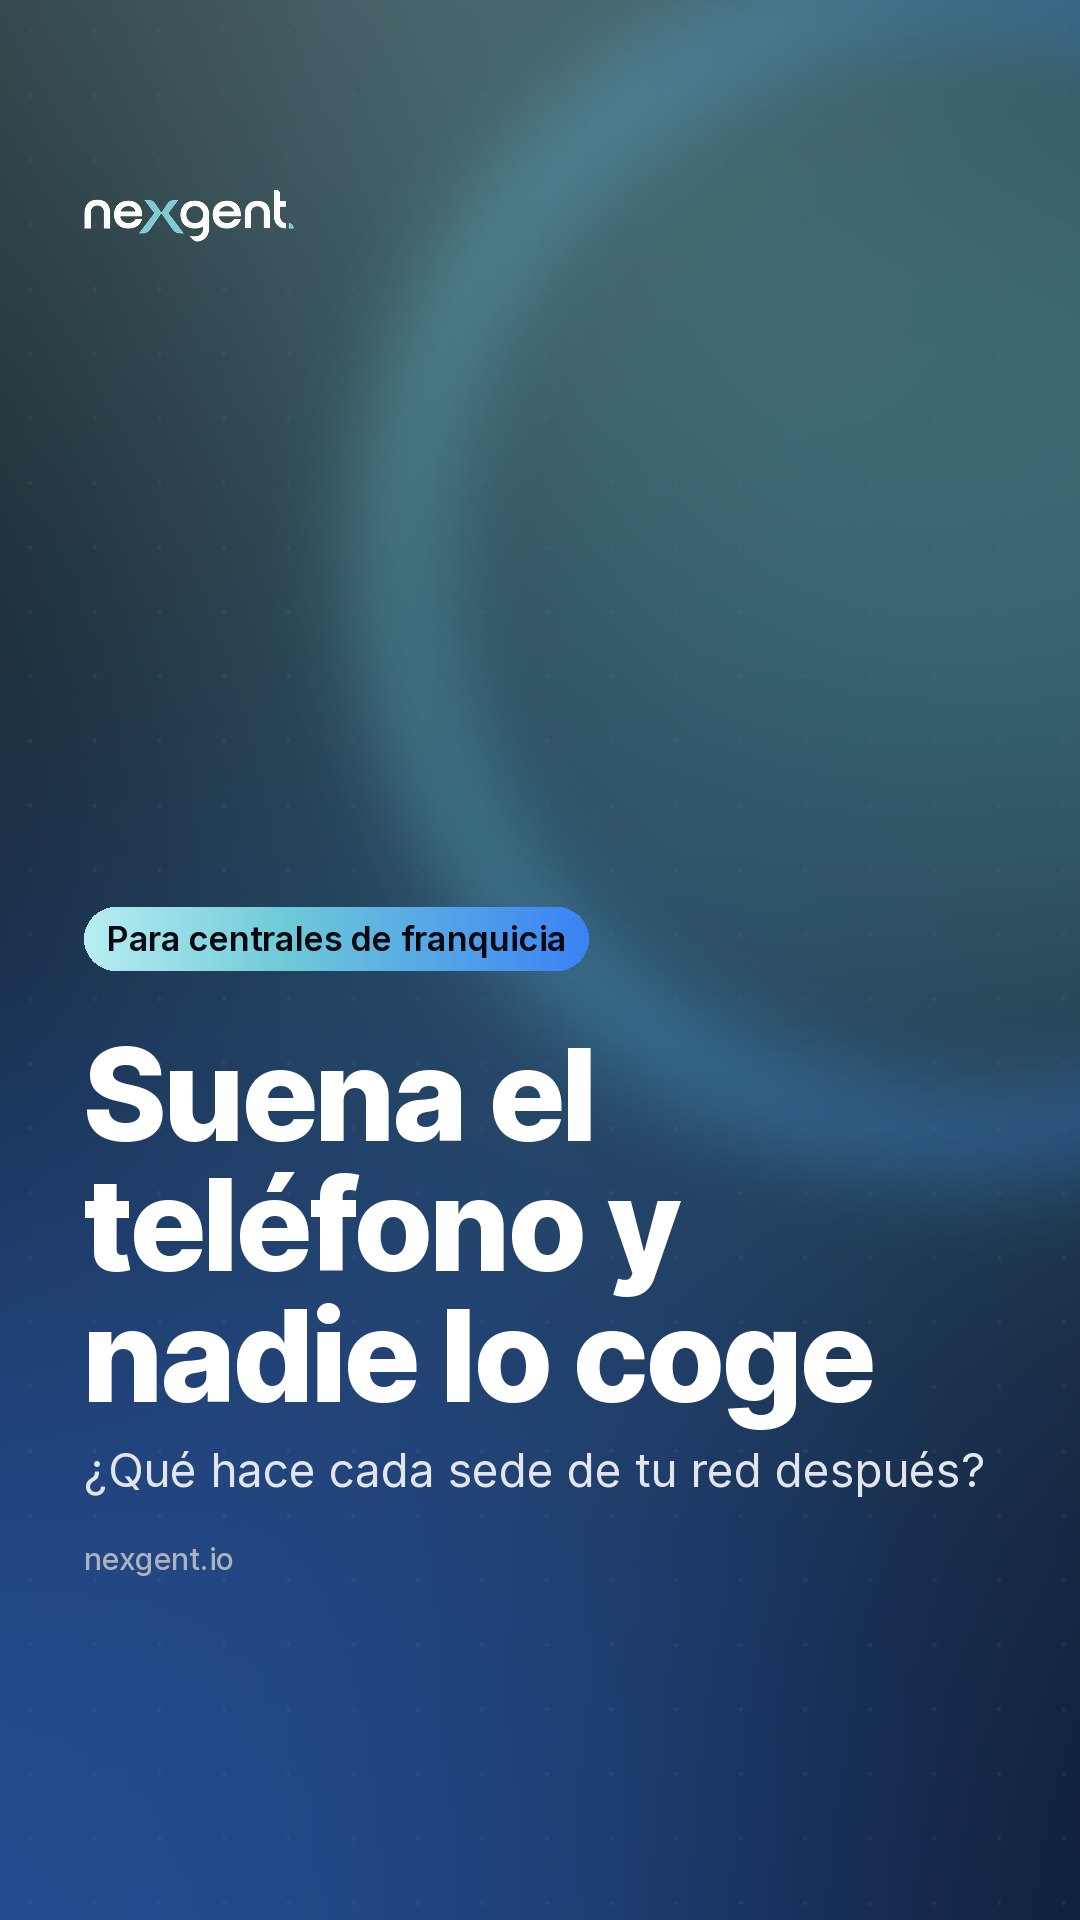 nexgent.
Para centrales de franquicia
Suena el
teléfono y
nadie lo coge
¿Qué hace cada sede de tu red después?
nexgent.io